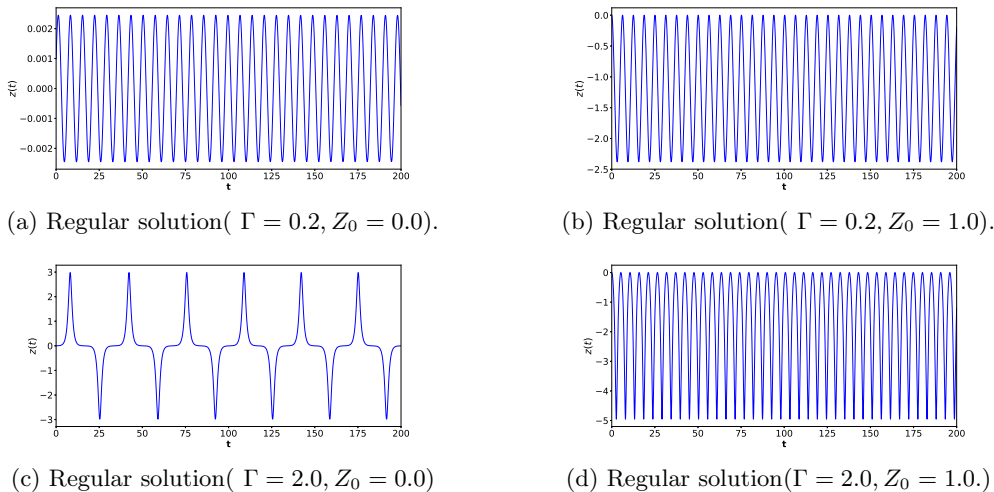 0.002
0.001
0.000
−0.001
−0.002
z(t)
0 25 50 75 100 125 150 175 200
t
(a) Regular solution( Γ = 0.2, Z₀ = 0.0).
0.0
−0.5
−1.0
−1.5
−2.0
−2.5
z(t)
0 25 50 75 100 125 150 175 200
t
(b) Regular solution( Γ = 0.2, Z₀ = 1.0).
3
2
1
0
−1
−2
−3
z(t)
0 25 50 75 100 125 150 175 200
t
(c) Regular solution( Γ = 2.0, Z₀ = 0.0)
0
−1
−2
−3
−4
−5
z(t)
0 25 50 75 100 125 150 175 200
t
(d) Regular solution(Γ = 2.0, Z₀ = 1.0.)